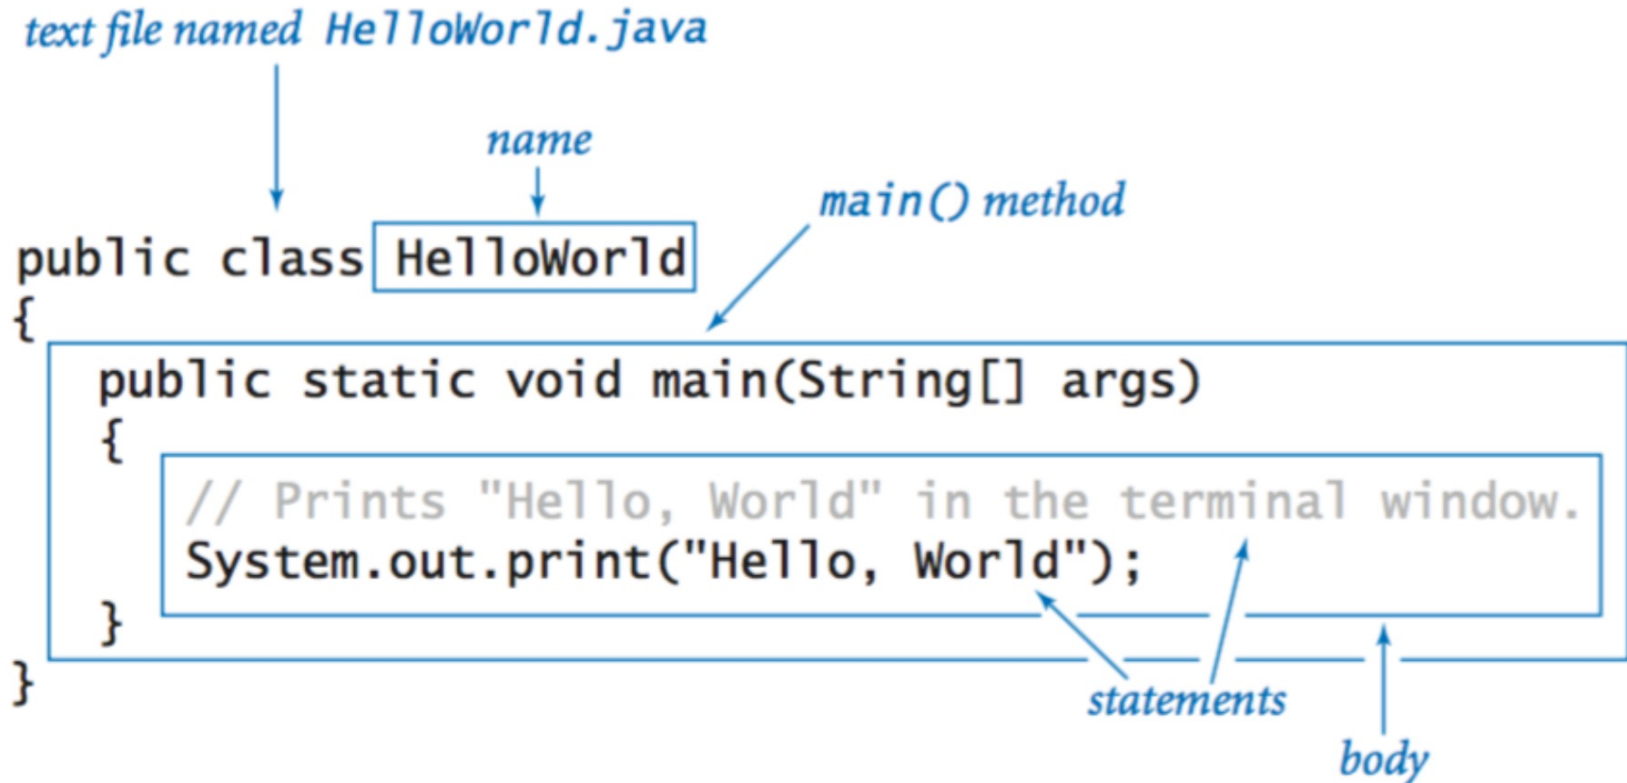 text file named HelloWorld.java
name
main() method
public class HelloWorld
{
public static void main(String[] args)
{
// Prints "Hello, World" in the terminal window.
System.out.print("Hello, World");
}
}
statements
body